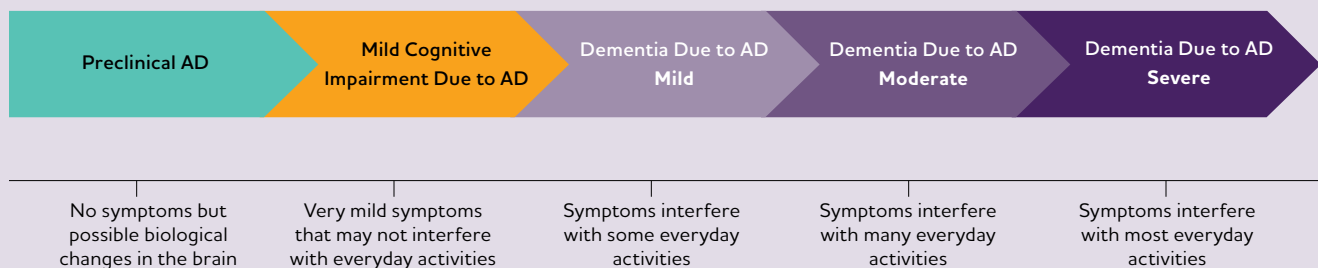 Preclinical AD
Mild Cognitive
Impairment Due to AD
Dementia Due to AD
Mild
Dementia Due to AD
Moderate
Dementia Due to AD
Severe
No symptoms but
possible biological
changes in the brain
Very mild symptoms
that may not interfere
with everyday activities
Symptoms interfere
with some everyday
activities
Symptoms interfere
with many everyday
activities
Symptoms interfere
with most everyday
activities